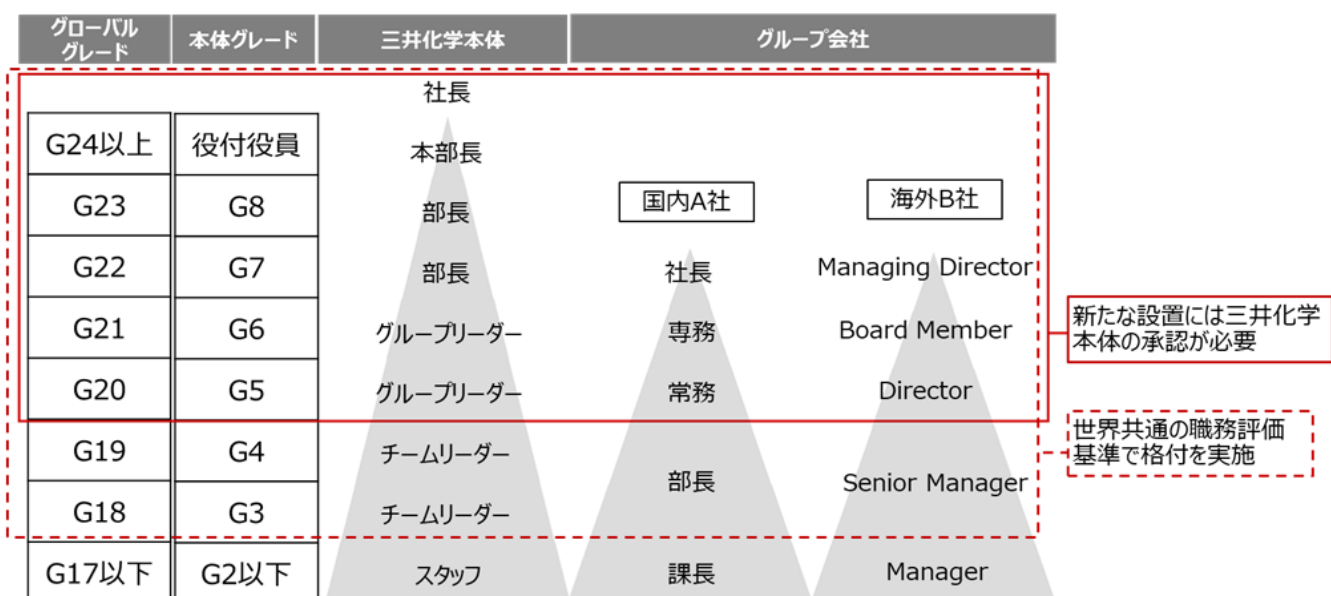 グローバル
グレード
本体グレード
三井化学本体
グループ会社
社長
G24以上
役付役員
本部長
G23
G8
部長
国内A社
海外B社
G22
G7
部長
社長
Managing Director
G21
G6
グループリーダー
専務
Board Member
新たな設置には三井化学
本体の承認が必要
G20
G5
グループリーダー
常務
Director
G19
G4
チームリーダー
世界共通の職務評価
基準で格付を実施
部長
Senior Manager
G18
G3
チームリーダー
G17以下
G2以下
スタッフ
課長
Manager